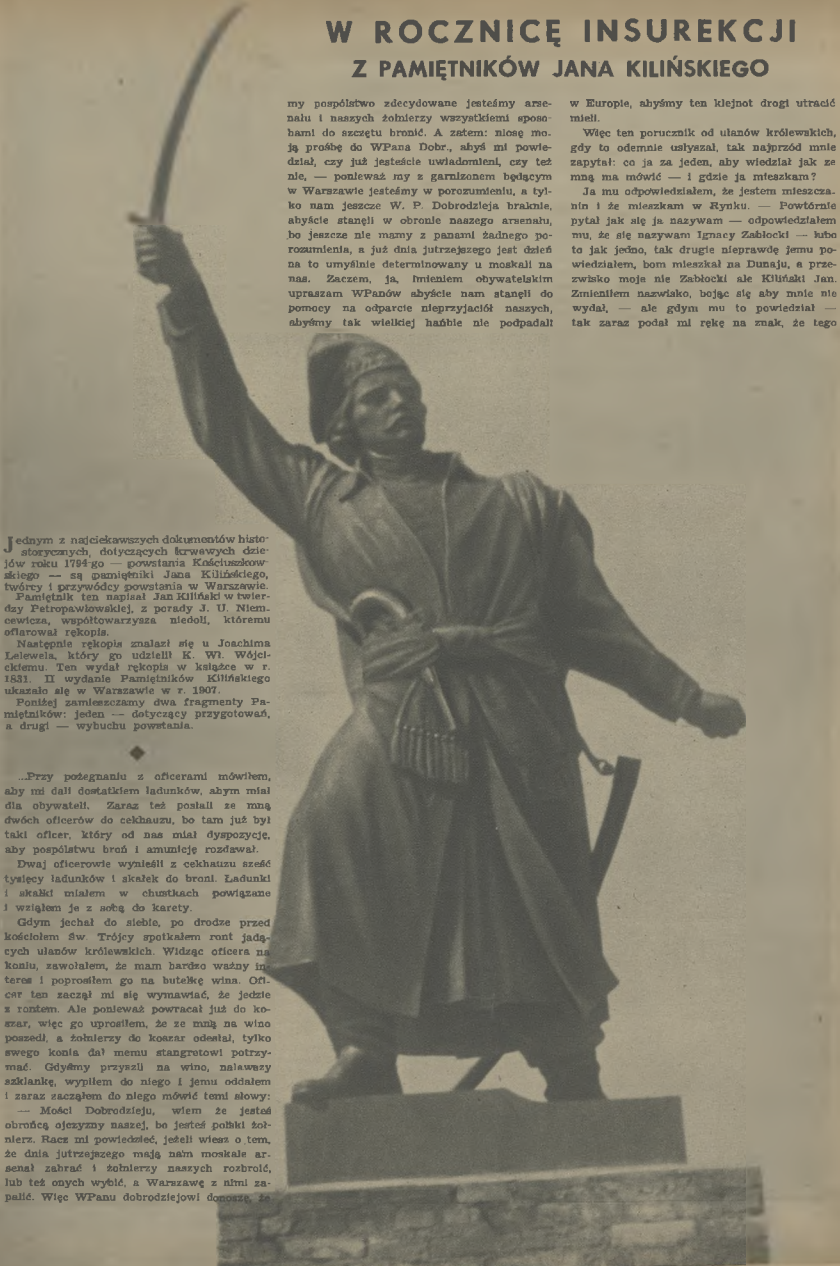 W ROCZNICĘ INSUREKCJI
Z PAMIĘTNIKÓW JANA KILIŃSKIEGO
Jednym z najciekawszych dokumentów histo-
storycznych, dotyczących krwawych dzie-
jów roku 1794-go — powstania Kościuszkow-
skiego — są pamiętniki Jana Kilińskiego,
twórcy i przywódcy powstania w Warszawie.
Pamiętnik ten napisał Jan Kiliński w twier-
dzy Petropawłowskiej, z porady J. U. Niem-
cewicza, współtowarzysza niedoli, któremu
ofiarował rękopis.
Następnie rękopis znalazł się u Joachima
Lelewela, który go udzielił K. Wł. Wójci-
ckiemu. Ten wydał rękopis w książce w r.
1831. II wydanie Pamiętników Kilińskiego
ukazało się w Warszawie w r. 1907.
Poniżej zamieszczamy dwa fragmenty Pa-
miętników: jeden — dotyczący przygotowań,
a drugi — wybuchu powstania.
...Przy pożegnaniu z oficerami mówiłem,
aby mi dali dostatkiem ładunków, abym miał
dla obywateli. Zaraz też posłali ze mną
dwóch oficerów do cekhauzu, bo tam już był
taki oficer, który od nas miał dyspozycję,
aby pospólstwu broń i amunicję rozdawał.
Dwaj oficerowie wynieśli z cekhauzu sześć
tysięcy ładunków i skałek do broni. Ładunki
i skałki miałem w chustkach powiązane
i wziąłem je z sobą do karety.
Gdym jechał do siebie, po drodze przed
kościołem Św. Trójcy spotkałem ront jadą-
cych ułanów królewskich. Widząc oficera na
koniu, zawołałem, że mam bardzo ważny in-
teres i poprosiłem go na butelkę wina. Ofi-
cer ten zaczął mi się wymawiać, że jedzie
z rontem. Ale ponieważ powracał już do ko-
szar, więc go uprosiłem, że ze mną na wino
poszedł, a żołnierzy do koszar odesłał, tylko
swego konia dał memu stangretowi potrzy-
mać. Gdyśmy przyszli na wino, nalawszy
szklankę, wypiłem do niego i jemu oddałem
i zaraz zacząłem do niego mówić temi słowy:
— Mości Dobrodzieju, wiem że jesteś
obrońcą ojczyzny naszej, bo jesteś polski żoł-
nierz. Racz mi powiedzieć, jeżeli wiesz o tem,
że dnia jutrzejszego mają nam moskale ar-
senał zabrać i żołnierzy naszych rozbroić,
lub też onych wybić, a Warszawę z nimi za-
palić. Więc WPanu dobrodziejowi donoszę, że
my pospólstwo zdecydowane jesteśmy arse-
nału i naszych żołnierzy wszystkiemi sposo-
bami do szczętu bronić. A zatem: niosę mo-
ją prośbę do WPana Dobr., abyś mi powie-
dział, czy już jesteście uwiadomieni, czy też
nie, — ponieważ my z garnizonem będącym
w Warszawie jesteśmy w porozumieniu, a tyl-
ko nam jeszcze W. P. Dobrodzieja braknie,
abyście stanęli w obronie naszego arsenału,
bo jeszcze nie mamy z panami żadnego po-
rozumienia, a już dnia jutrzejszego jest dzień
na to umyślnie determinowany u moskali na
nas. Zaczem, ja, imieniem obywatelskim
upraszam WPanów abyście nam stanęli do
pomocy na odparcie nieprzyjaciół naszych,
abyśmy tak wielkiej hańbie nie podpadali
w Europie, abyśmy ten klejnot drogi utracić
mieli.
Więc ten porucznik od ułanów królewskich,
gdy to odemnie usłyszał, tak najprzód mnie
zapytał: co ja za jeden, aby wiedział jak ze
mną ma mówić — i gdzie ja mieszkam?
Ja mu odpowiedziałem, że jestem mieszcza-
nin i że mieszkam w Rynku. — Powtórnie
pytał jak się ja nazywam — odpowiedziałem
mu, że się nazywam Ignacy Zabłocki — lubo
to jak jedno, tak drugie nieprawdę jemu po-
wiedziałem, bom mieszkał na Dunaju, a prze-
zwisko moje nie Zabłocki ale Kiliński Jan.
Zmieniłem nazwisko, bojąc się aby mnie nie
wydał, — ale gdym mu to powiedział —
tak zaraz podał mi rękę na znak, że tego